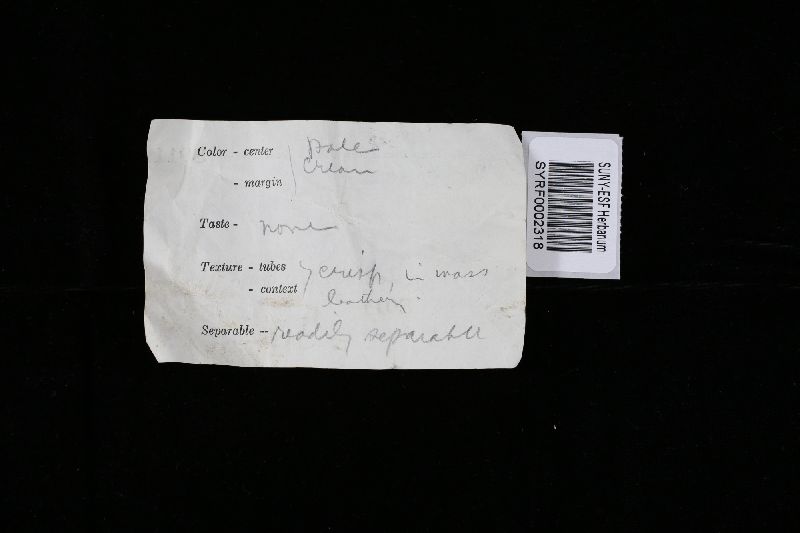 Color - center pale
cream
- margin
Taste - none
Texture - tubes crisp, in mass
- context leathery.
Separable -- readily separable
SUNY-ESF Herbarium
SYRF0002318